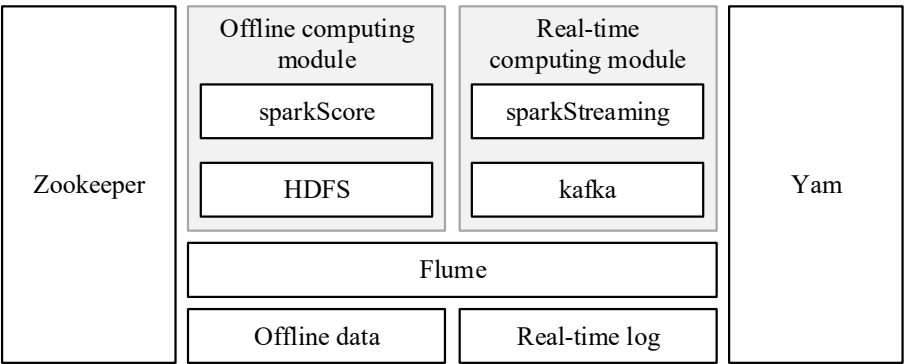 Zookeeper
Offline computing
module
sparkScore
HDFS
Real-time
computing module
sparkStreaming
kafka
Yam
Flume
Offline data
Real-time log